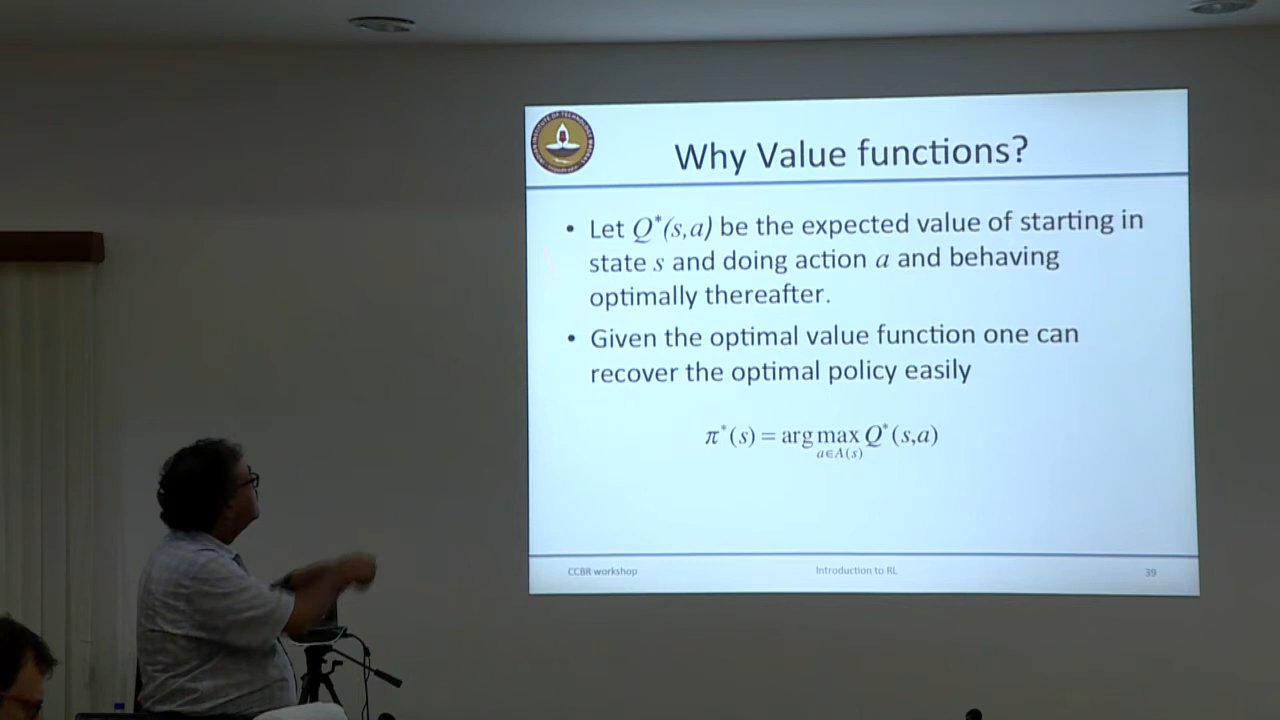 Why Value functions?
• Let Q*(s,a) be the expected value of starting in
state s and doing action a and behaving
optimally thereafter.
• Given the optimal value function one can
recover the optimal policy easily
π*(s) = arg max Q*(s,a)
a∈A(s)
CCBR workshop
Introduction to RL
39